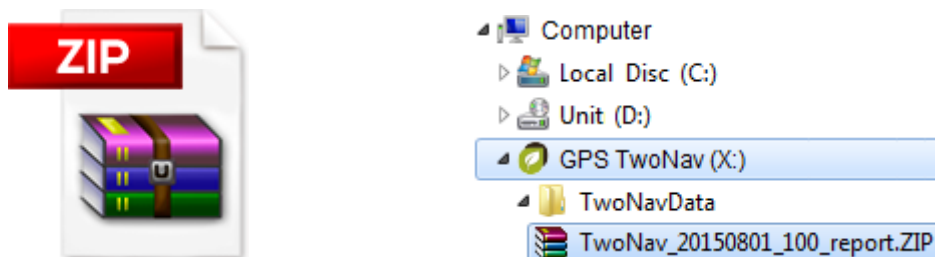 ZIP
Computer
Local Disc (C:)
Unit (D:)
GPS TwoNav (X:)
TwoNavData
TwoNav_20150801_100_report.ZIP